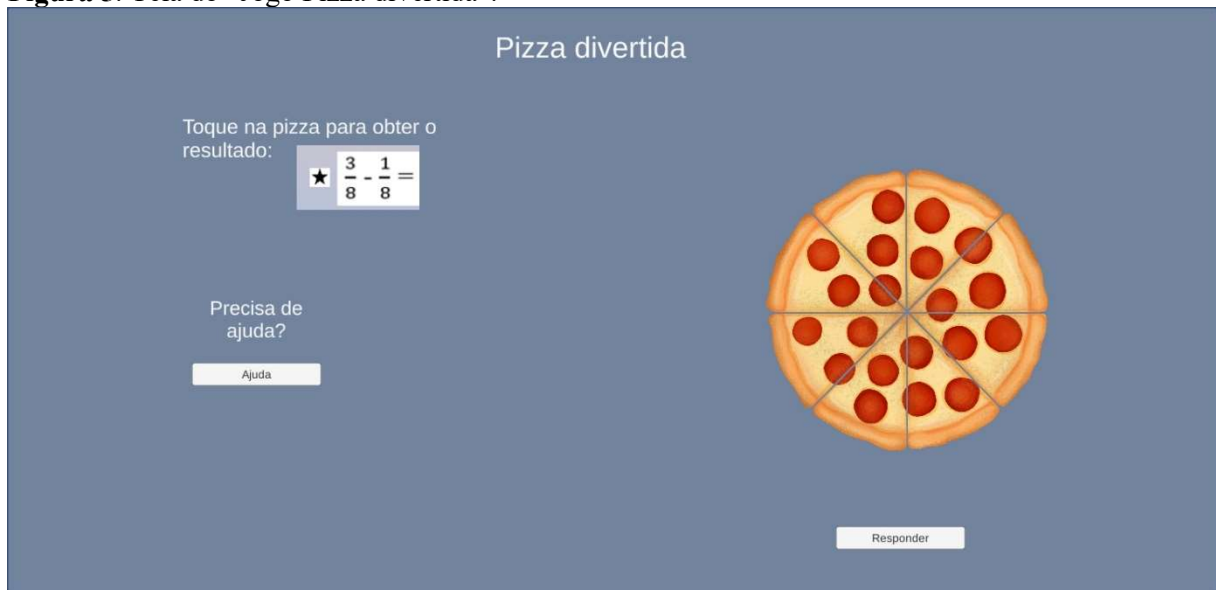 Pizza divertida
Toque na pizza para obter o
resultado:
★ 3/8 - 1/8 =
Precisa de
ajuda?
Ajuda
Responder